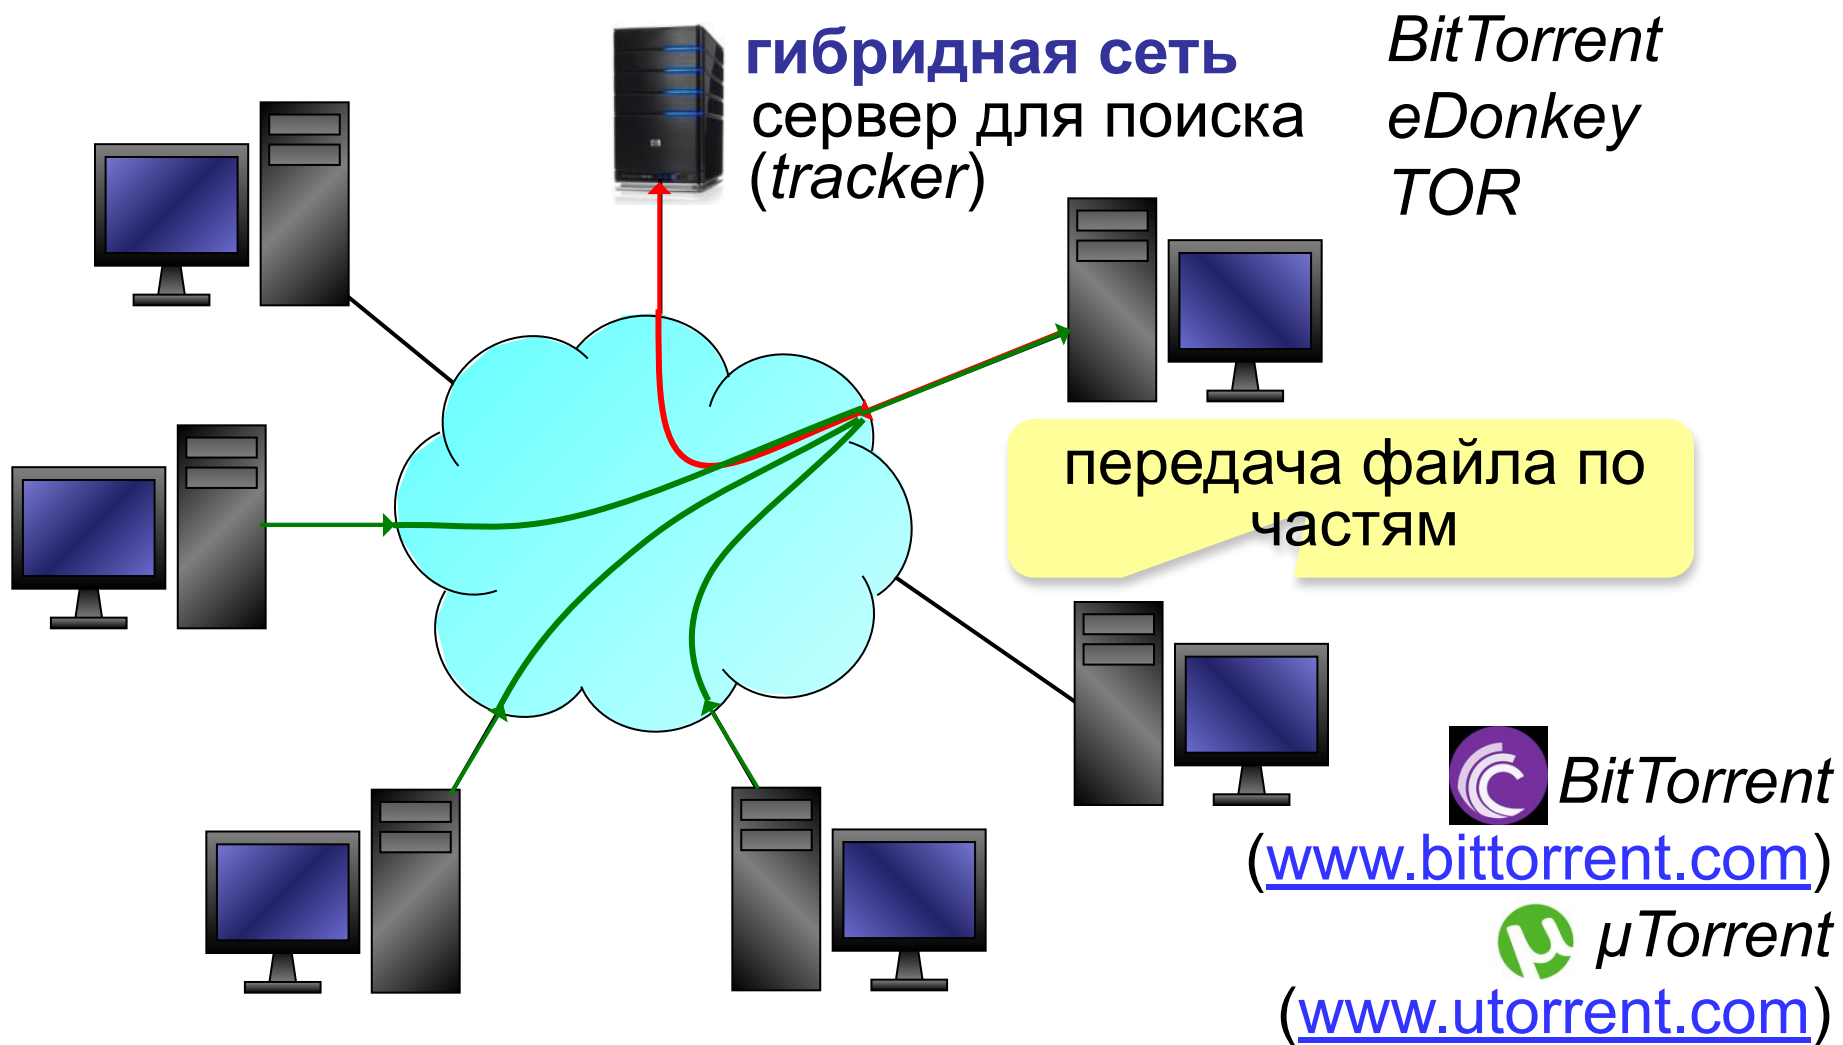 гибридная сеть
сервер для поиска
(tracker)
BitTorrent
eDonkey
TOR
передача файла по
частям
BitTorrent
(www.bittorrent.com)
µTorrent
(www.utorrent.com)